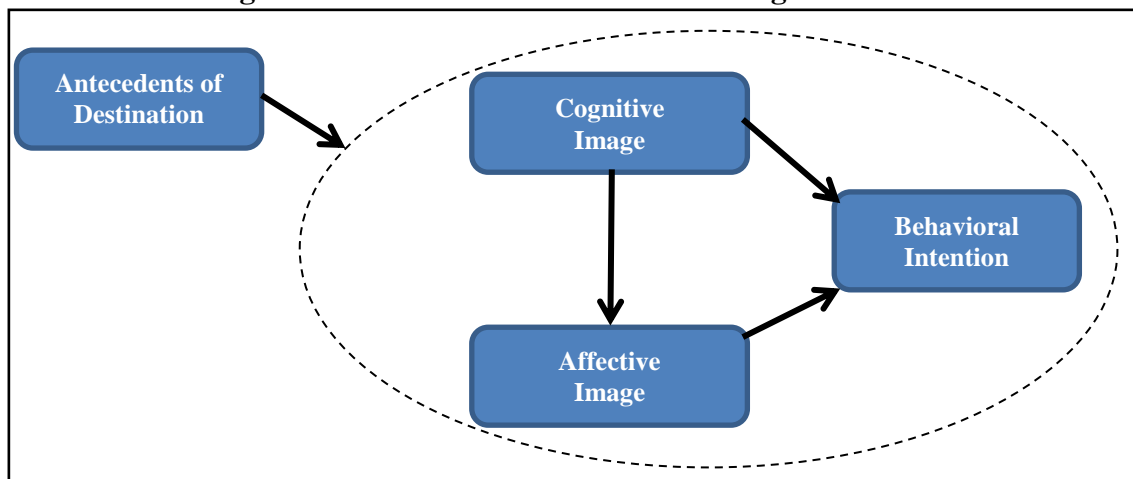 Antecedents of
Destination
Cognitive
Image
Behavioral
Intention
Affective
Image